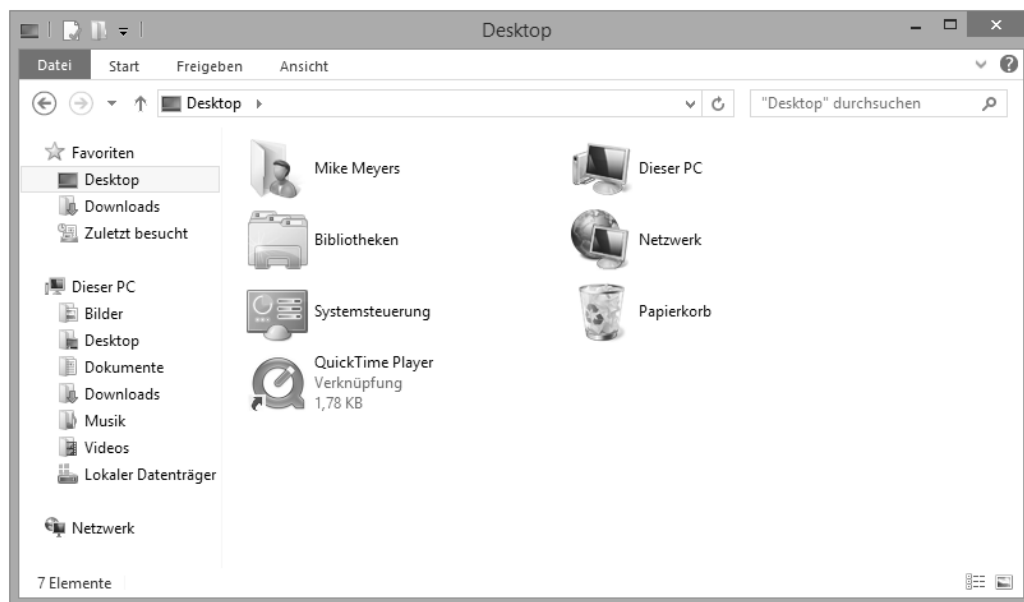 Desktop
Datei Start Freigeben Ansicht
Desktop "Desktop" durchsuchen
Favoriten
Desktop
Downloads
Zuletzt besucht
Dieser PC
Bilder
Desktop
Dokumente
Downloads
Musik
Videos
Lokaler Datenträger
Netzwerk
Mike Meyers
Dieser PC
Bibliotheken
Netzwerk
Systemsteuerung
Papierkorb
QuickTime Player
Verknüpfung
1,78 KB
7 Elemente